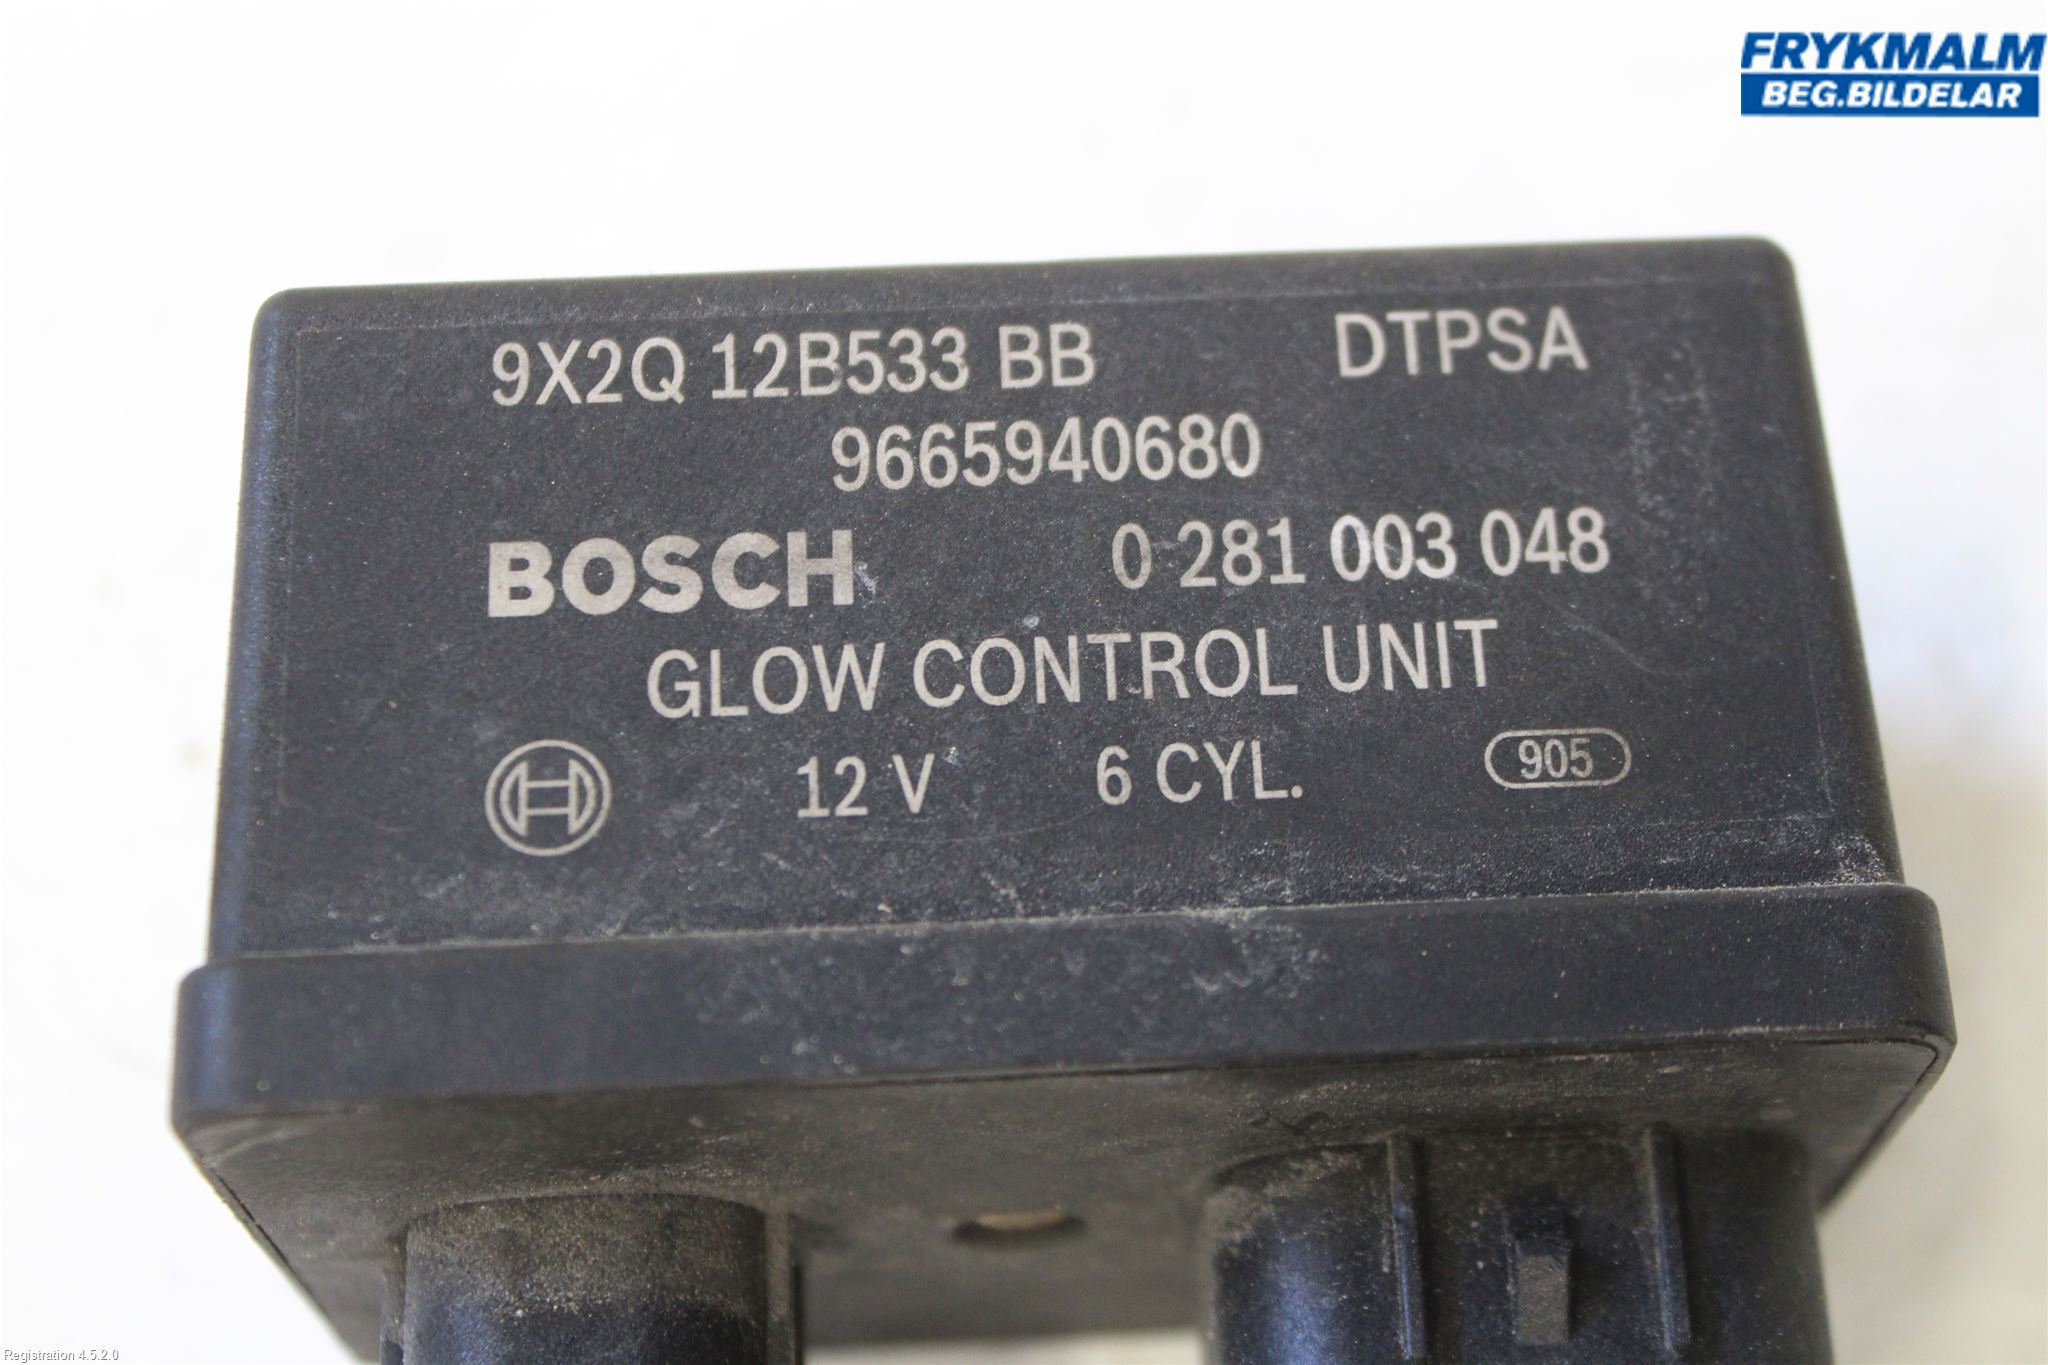 FRYKMALM
BEG.BILDELAR
9X2Q 12B533 BB DTPSA
9665940680
BOSCH 0 281 003 048
GLOW CONTROL UNIT
12 V 6 CYL. 905
Registration 4.5.2.0